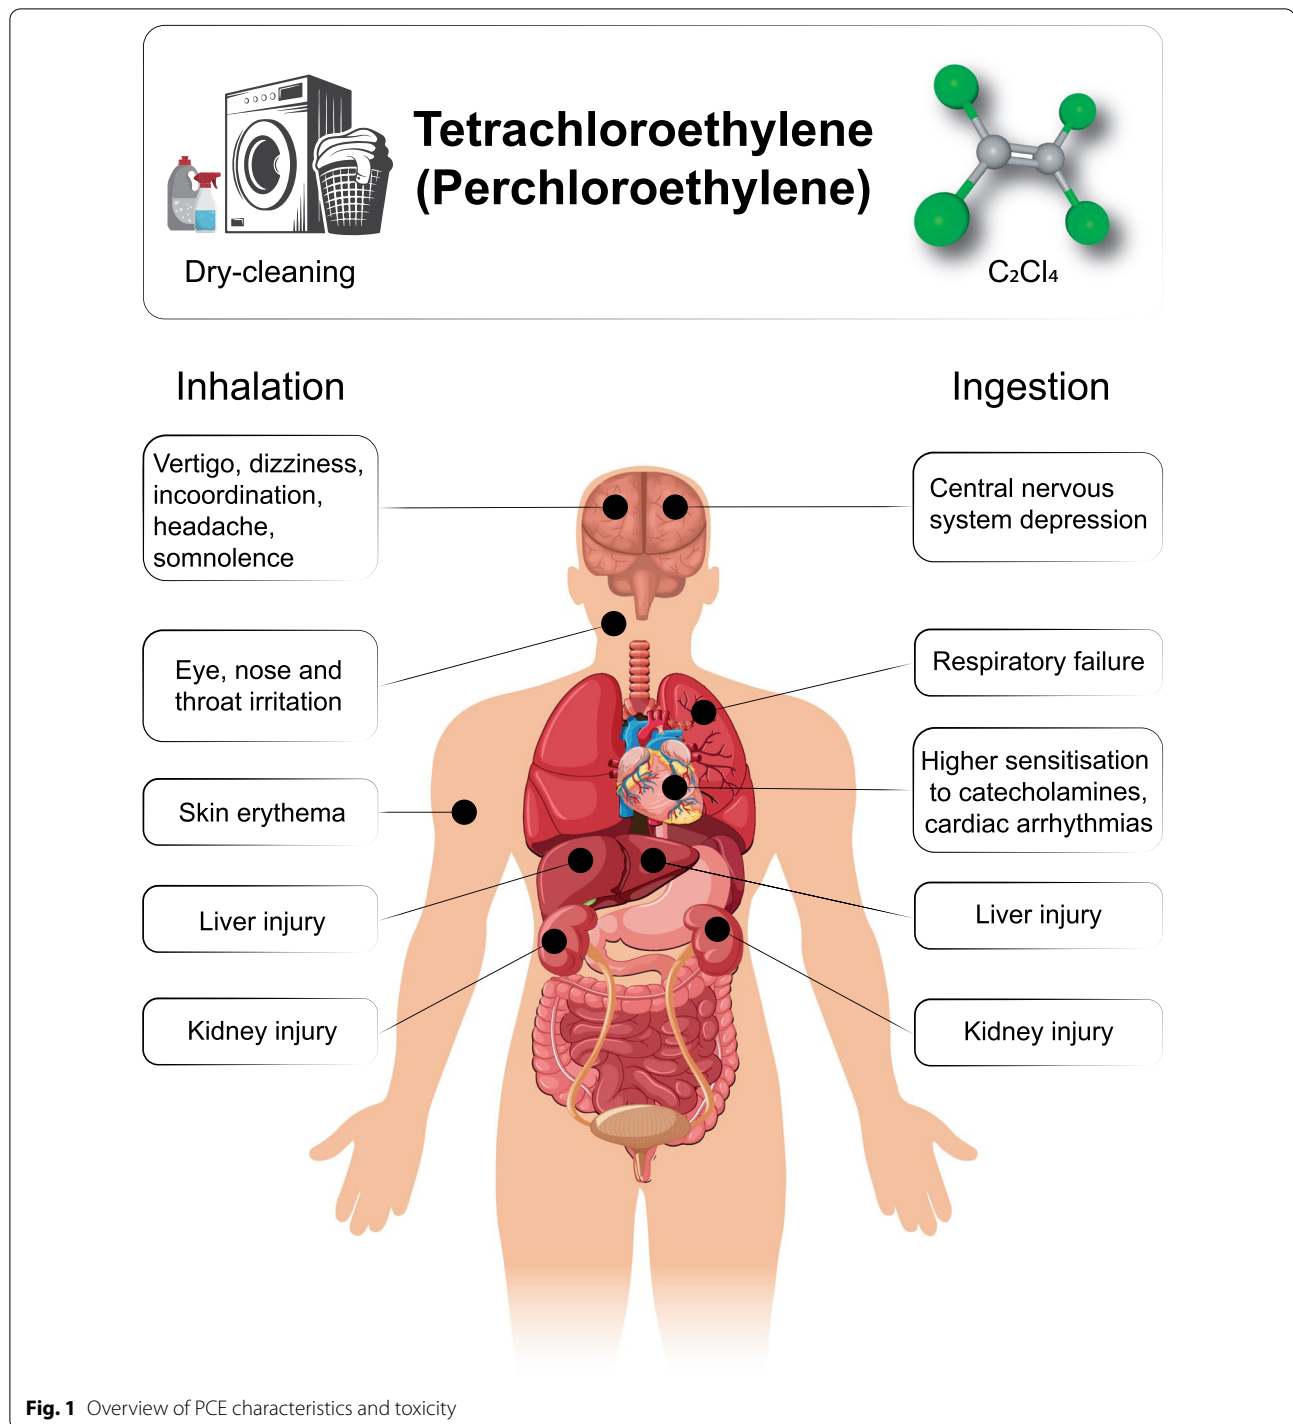 Tetrachloroethylene
(Perchloroethylene)
Dry-cleaning
C₂Cl₄
Inhalation
Vertigo, dizziness,
incoordination,
headache,
somnolence
Eye, nose and
throat irritation
Skin erythema
Liver injury
Kidney injury
Ingestion
Central nervous
system depression
Respiratory failure
Higher sensitisation
to catecholamines,
cardiac arrhythmias
Liver injury
Kidney injury
Fig. 1 Overview of PCE characteristics and toxicity